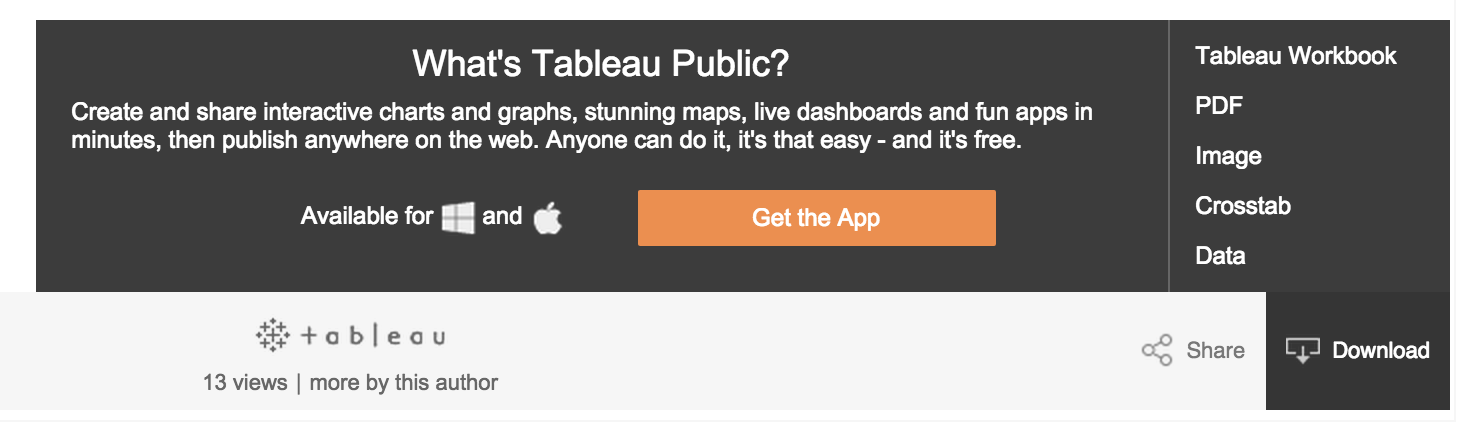 What's Tableau Public?
Create and share interactive charts and graphs, stunning maps, live dashboards and fun apps in
minutes, then publish anywhere on the web. Anyone can do it, it's that easy - and it's free.
Available for and
Get the App
Tableau Workbook
PDF
Image
Crosstab
Data
tableau
13 views | more by this author
Share
Download